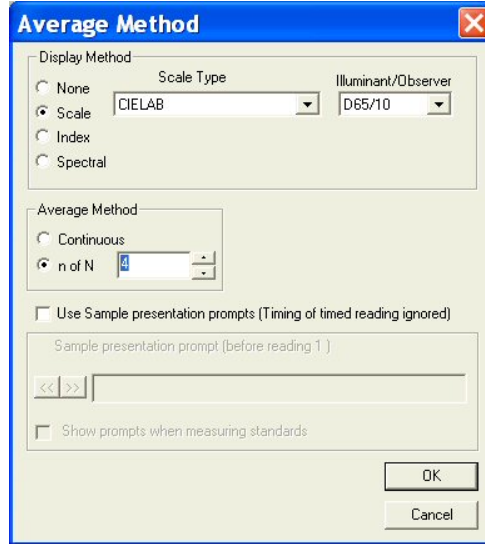 Average Method
Display Method
None
Scale
Index
Spectral
Scale Type
CIELAB
Illuminant/Observer
D65/10
Average Method
Continuous
n of N
4
Use Sample presentation prompts (Timing of timed reading ignored)
Sample presentation prompt (before reading 1 )
<< >>
Show prompts when measuring standards
OK
Cancel